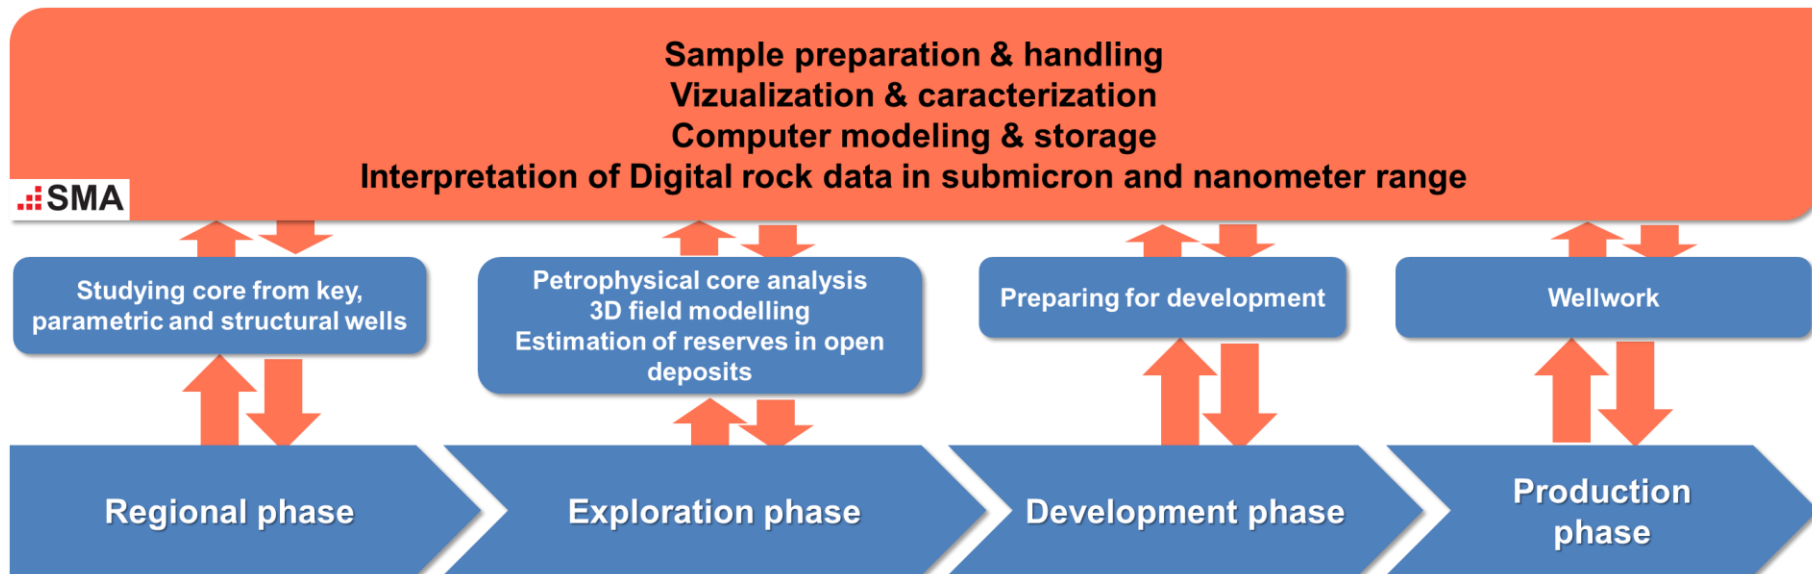 Sample preparation & handling
Vizualization & caracterization
Computer modeling & storage
Interpretation of Digital rock data in submicron and nanometer range
SMA
Studying core from key,
parametric and structural wells
Petrophysical core analysis
3D field modelling
Estimation of reserves in open
deposits
Preparing for development
Wellwork
Regional phase
Exploration phase
Development phase
Production
phase